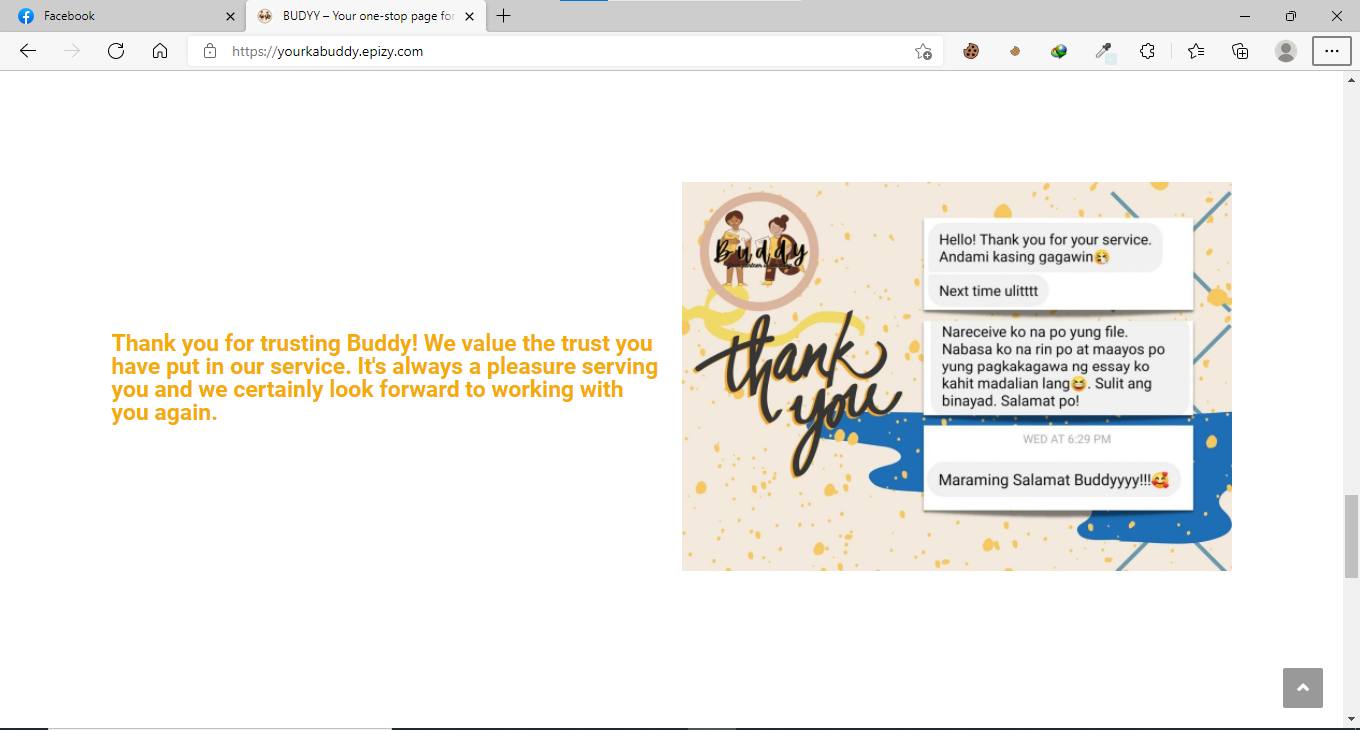 Facebook
BUDYY – Your one-stop page for
https://yourkabuddy.epizy.com
Thank you for trusting Buddy! We value the trust you
have put in our service. It's always a pleasure serving
you and we certainly look forward to working with
you again.
Buddy
thank
you
Hello! Thank you for your service.
Andami kasing gagawin
Next time ulitttt
Nareceive ko na po yung file.
Nabasa ko na rin po at maayos po
yung pagkakagawa ng essay ko
kahit madalian lang😆. Sulit ang
binayad. Salamat po!
WED AT 6:29 PM
Maraming Salamat Buddyyyy!!!🥰